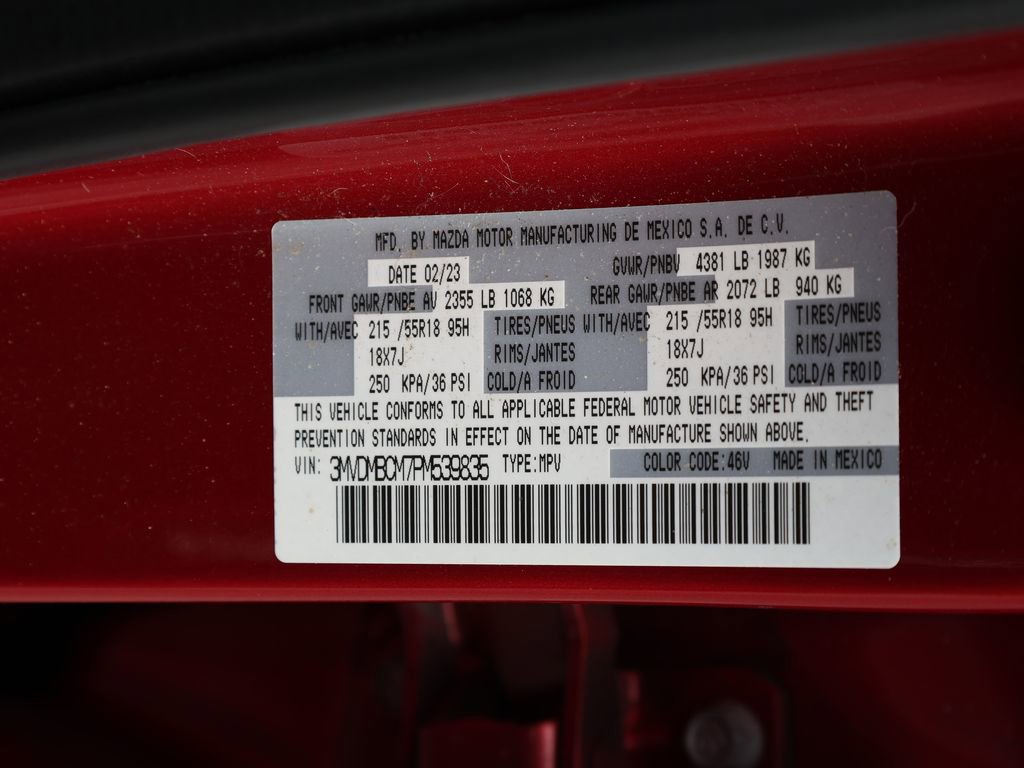 MFD. BY MAZDA MOTOR MANUFACTURING DE MEXICO S.A. DE C.V.
DATE 02/23 GVWR/PNBV 4381 LB 1987 KG
FRONT GAWR/PNBE AV 2355 LB 1068 KG REAR GAWR/PNBE AR 2072 LB 940 KG
WITH/AVEC 215 /55R18 95H TIRES/PNEUS WITH/AVEC 215 /55R18 95H TIRES/PNEUS
18X7J RIMS/JANTES 18X7J RIMS/JANTES
250 KPA/36 PSI COLD/A FROID 250 KPA/36 PSI COLD/A FROID
THIS VEHICLE CONFORMS TO ALL APPLICABLE FEDERAL MOTOR VEHICLE SAFETY AND THEFT
PREVENTION STANDARDS IN EFFECT ON THE DATE OF MANUFACTURE SHOWN ABOVE.
VIN: 3MVDMBCM7PM539835 TYPE:MPV COLOR CODE:46V MADE IN MEXICO